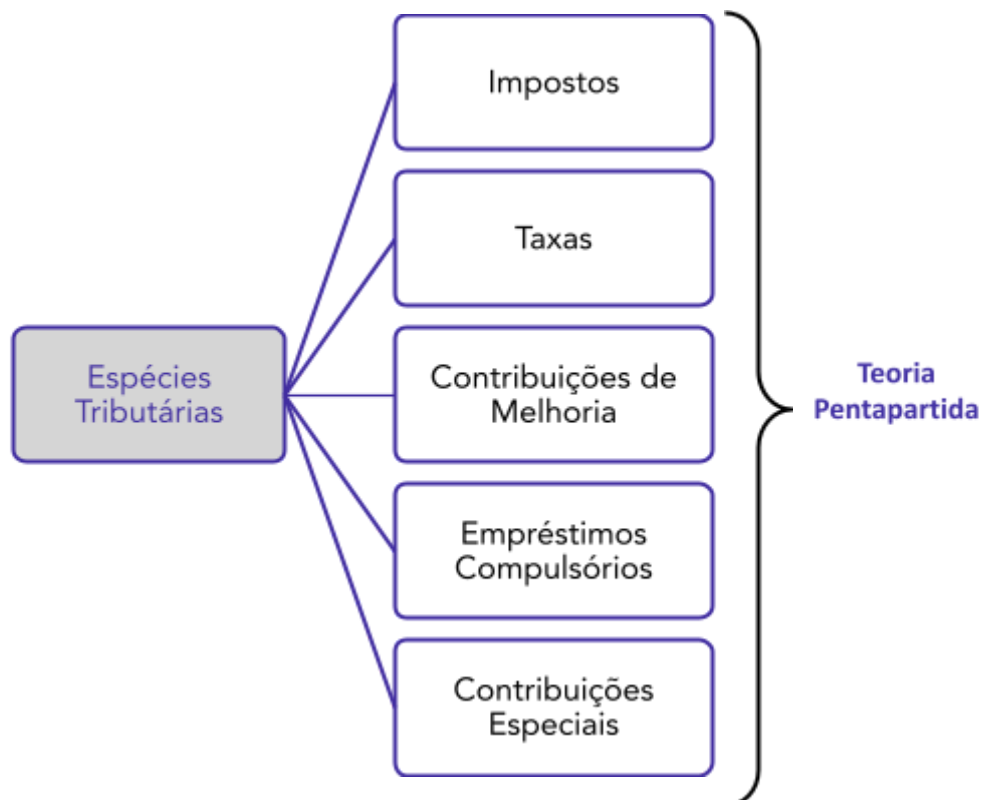 Impostos
Taxas
Espécies
Tributárias
Contribuições de
Melhoria
Empréstimos
Compulsórios
Contribuições
Especiais
Teoria
Pentapartida